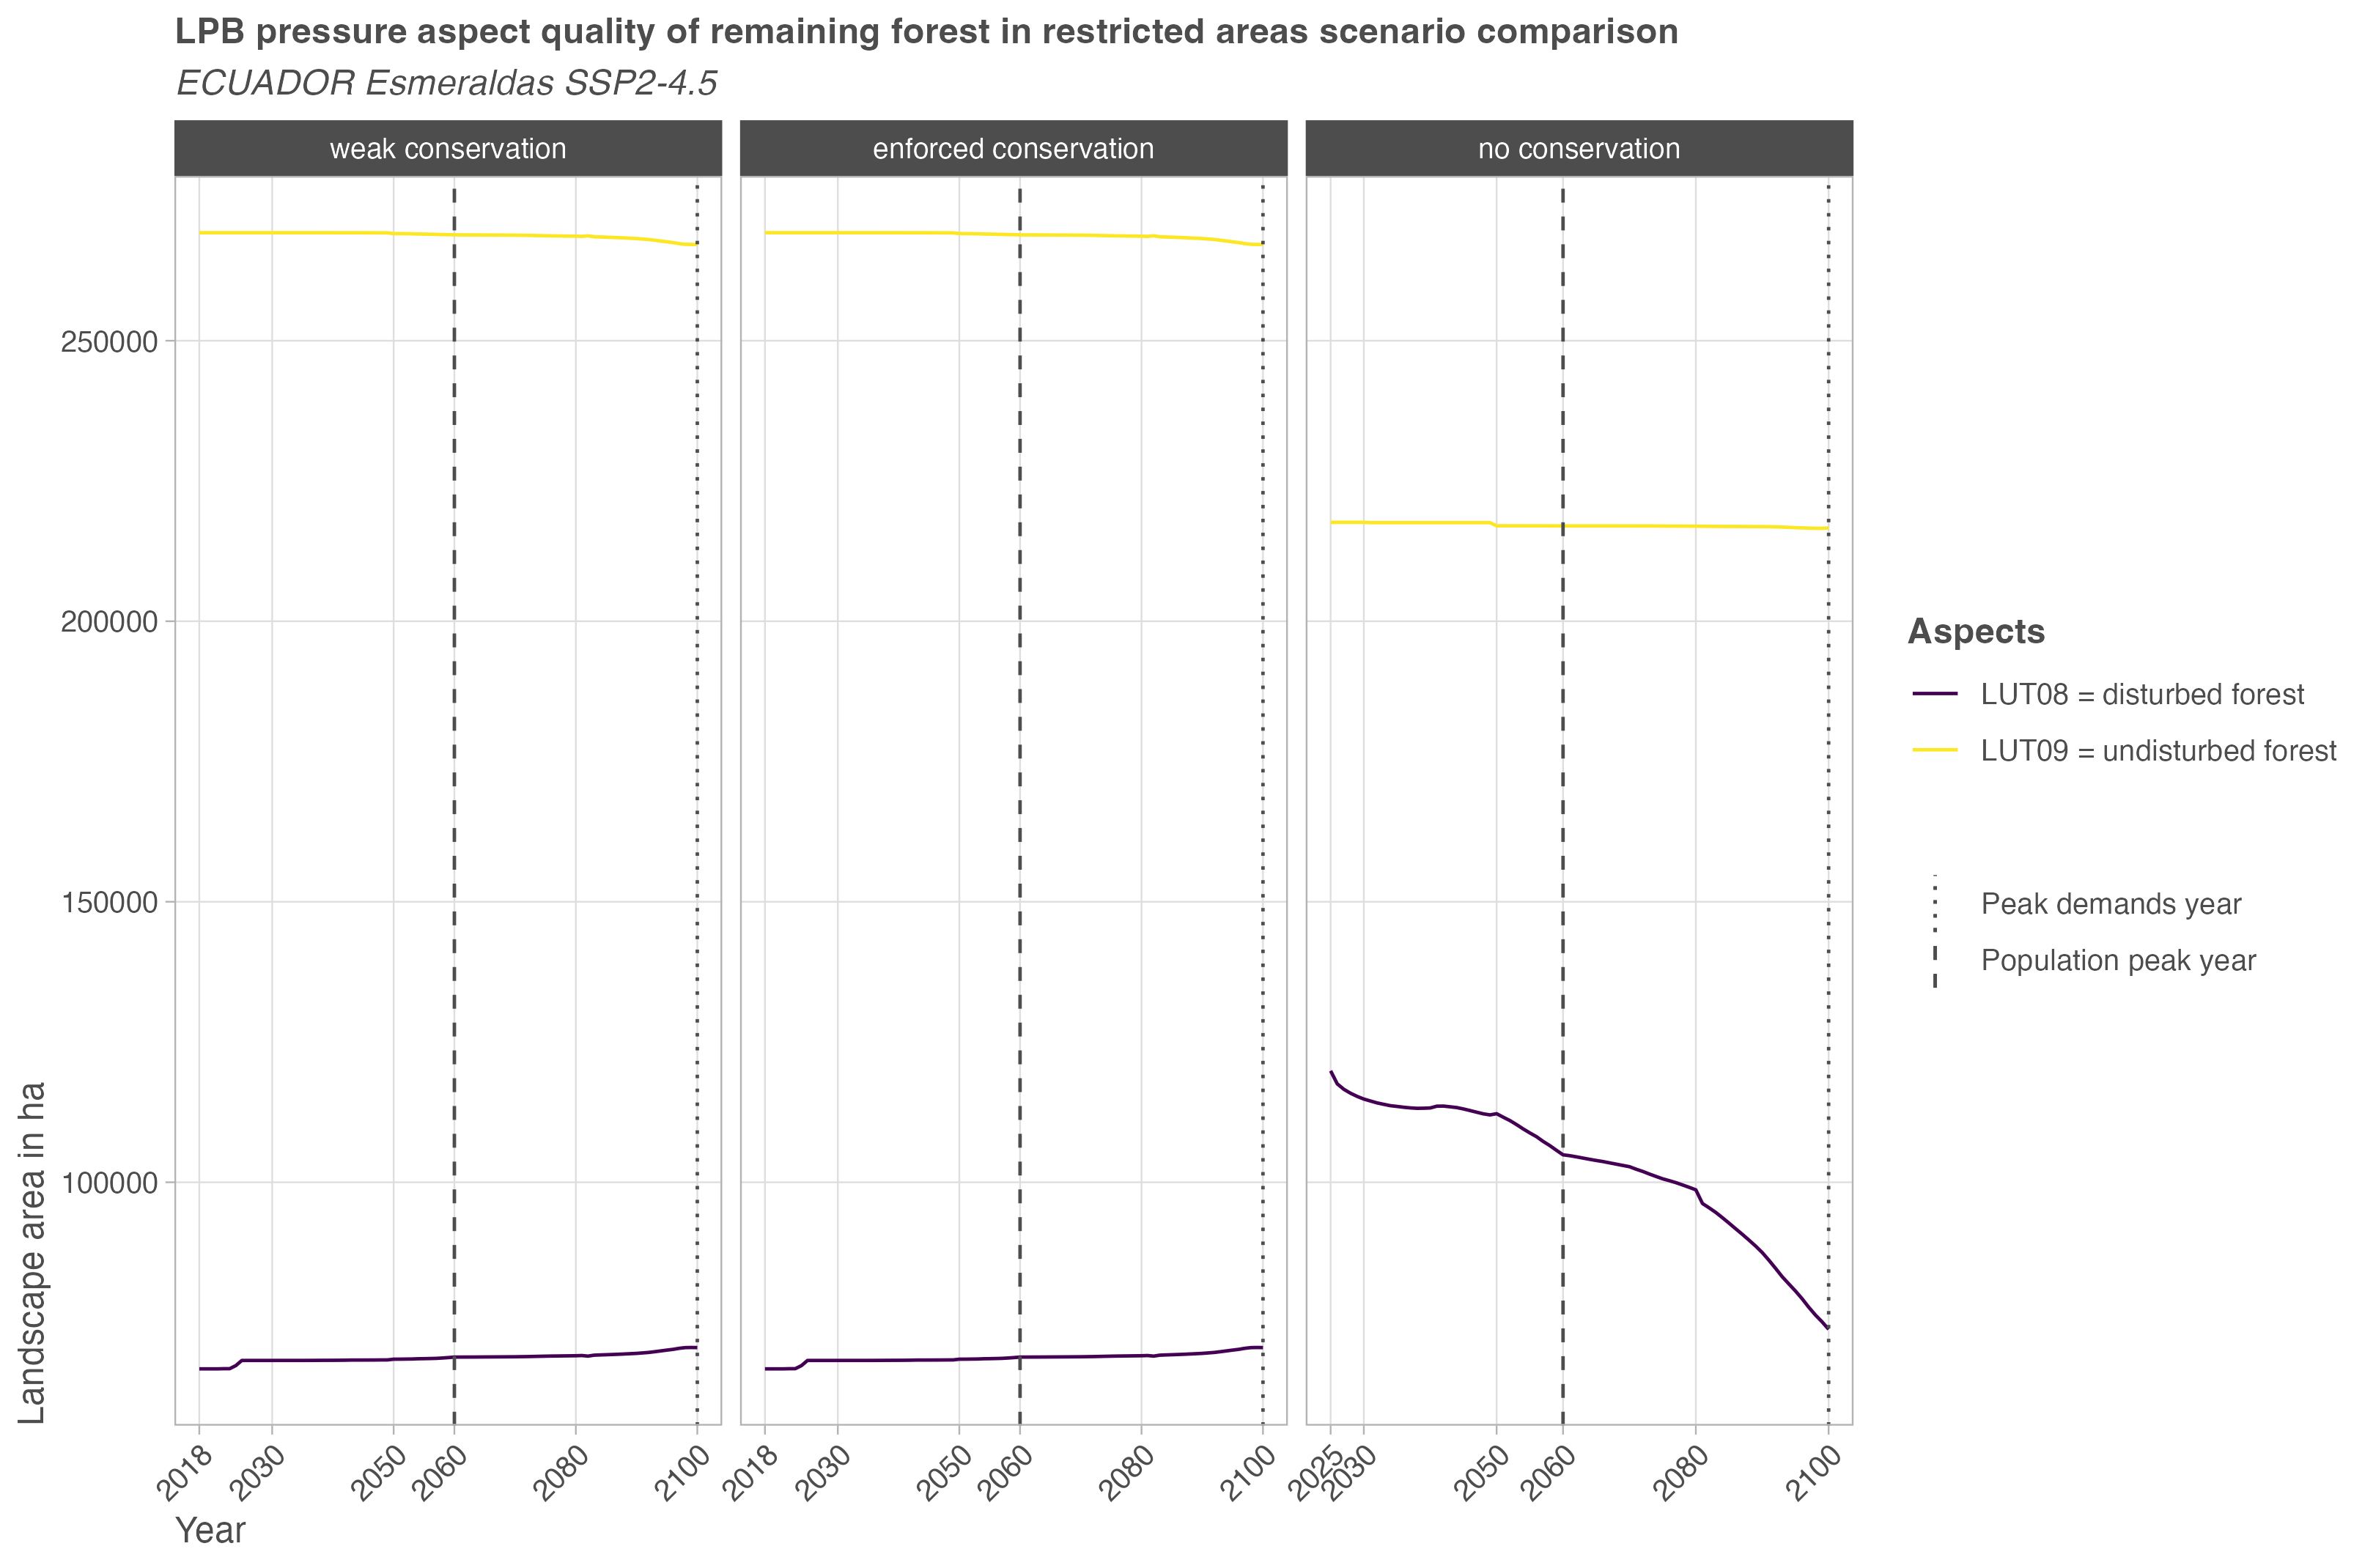 LPB pressure aspect quality of remaining forest in restricted areas scenario comparison
ECUADOR Esmeraldas SSP2-4.5
weak conservation
enforced conservation
no conservation
250000
200000
150000
100000
Landscape area in ha
2018
2030
2050
2060
2080
2100
2018
2030
2050
2060
2080
2100
2025
2030
2050
2060
2080
2100
Year
Aspects
LUT08 = disturbed forest
LUT09 = undisturbed forest
Peak demands year
Population peak year